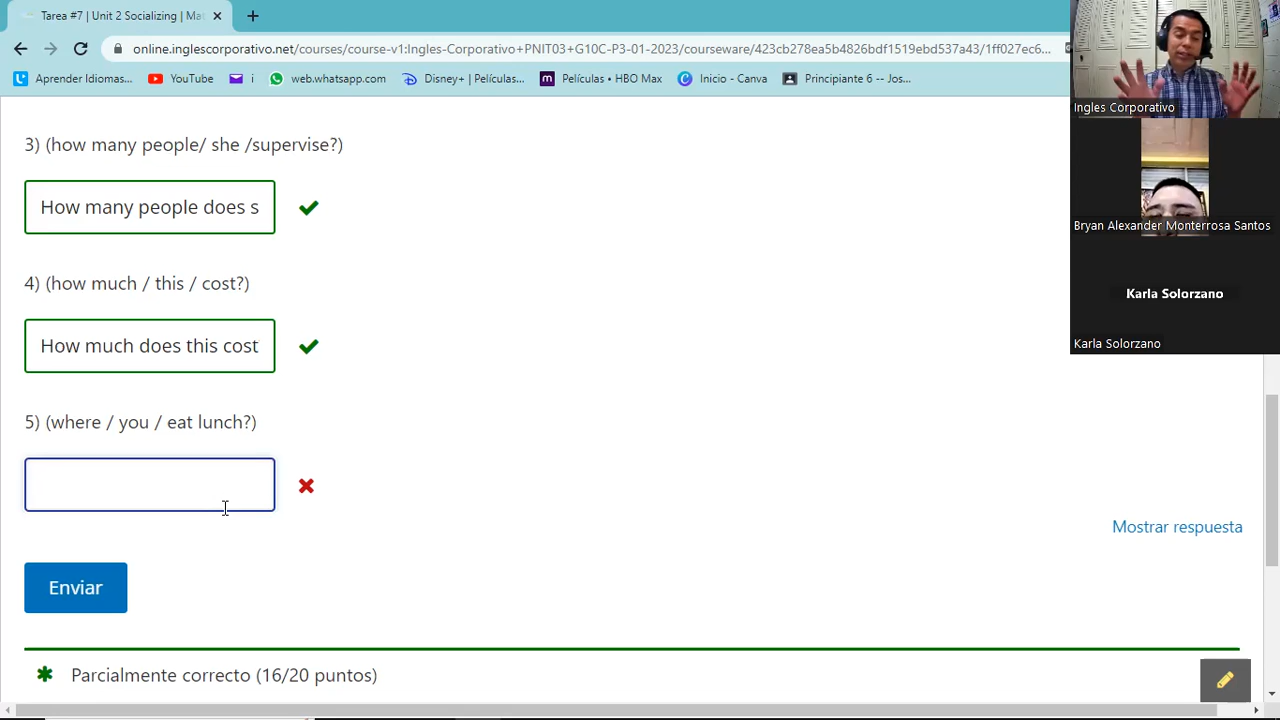 Tarea #7 | Unit 2 Socializing | Mat
online.inglescorporativo.net/courses/course-v1:Ingles-Corporativo+PNIT03+G10C-P3-01-2023/courseware/423cb278ea5b4826bdf1519ebd537a43/1ff027ec6...
Aprender Idiomas...
YouTube
i
web.whatsapp.com
Disney+ | Películas...
Películas • HBO Max
Inicio - Canva
Principiante 6 -- Jos...
Ingles Corporativo
3) (how many people/ she /supervise?)
How many people does s
Bryan Alexander Monterrosa Santos
4) (how much / this / cost?)
Karla Solorzano
How much does this cost
Karla Solorzano
5) (where / you / eat lunch?)
Mostrar respuesta
Enviar
Parcialmente correcto (16/20 puntos)